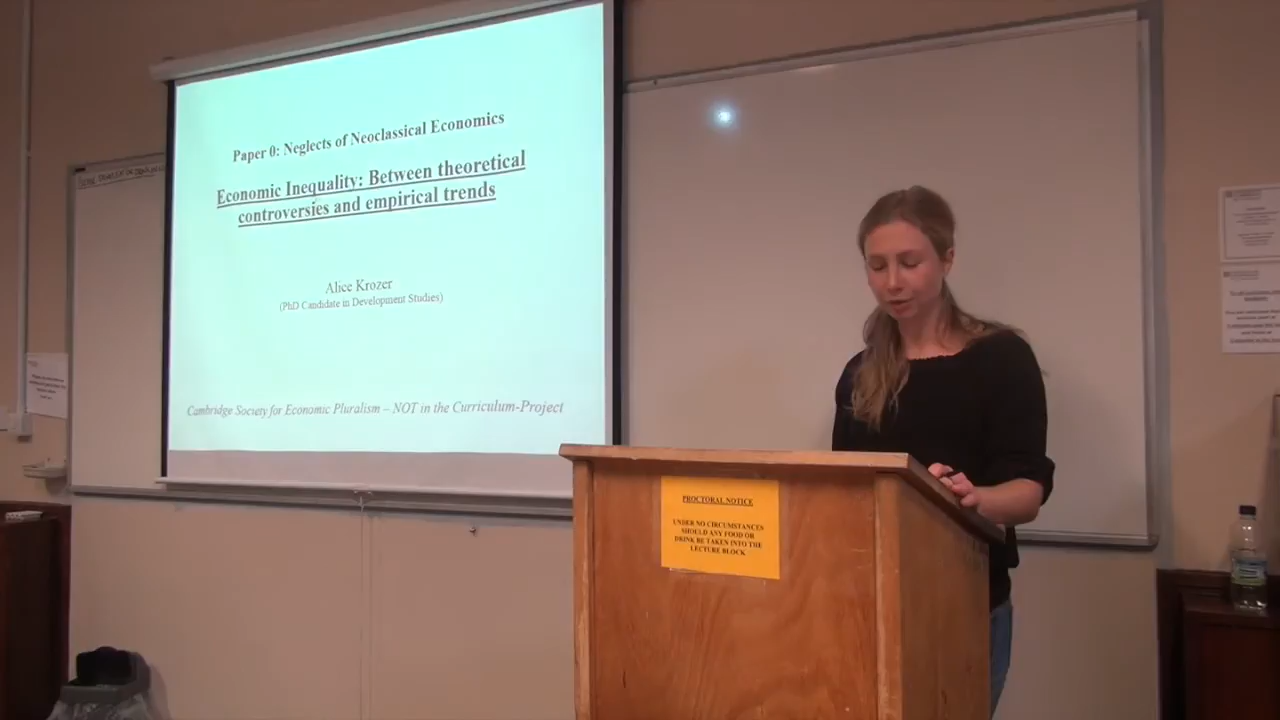 Paper 0: Neglects of Neoclassical Economics
Economic Inequality: Between theoretical
controversies and empirical trends
Alice Krozer
(PhD Candidate in Development Studies)
Cambridge Society for Economic Pluralism – NOT in the Curriculum-Project
PROCTORAL NOTICE
UNDER NO CIRCUMSTANCES
SHOULD ANY FOOD OR
DRINK BE TAKEN INTO THE
LECTURE BLOCK